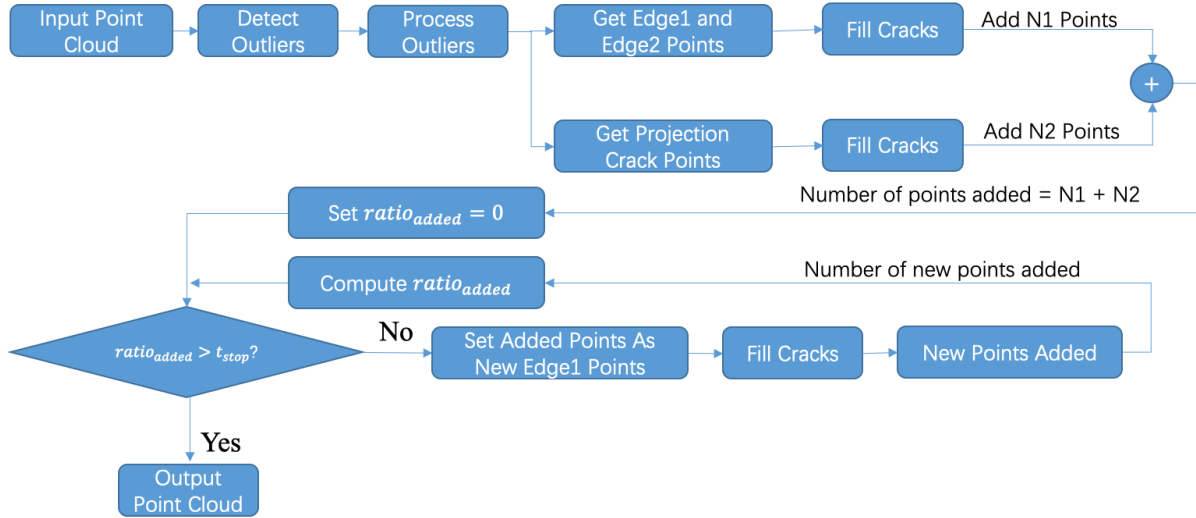 Input Point
Cloud
Detect
Outliers
Process
Outliers
Get Edge1 and
Edge2 Points
Fill Cracks
Add N1 Points
+
Get Projection
Crack Points
Fill Cracks
Add N2 Points
Number of points added = N1 + N2
Set ratio_added = 0
Number of new points added
Compute ratio_added
ratio_added > t_stop?
No
Set Added Points As
New Edge1 Points
Fill Cracks
New Points Added
Yes
Output
Point Cloud